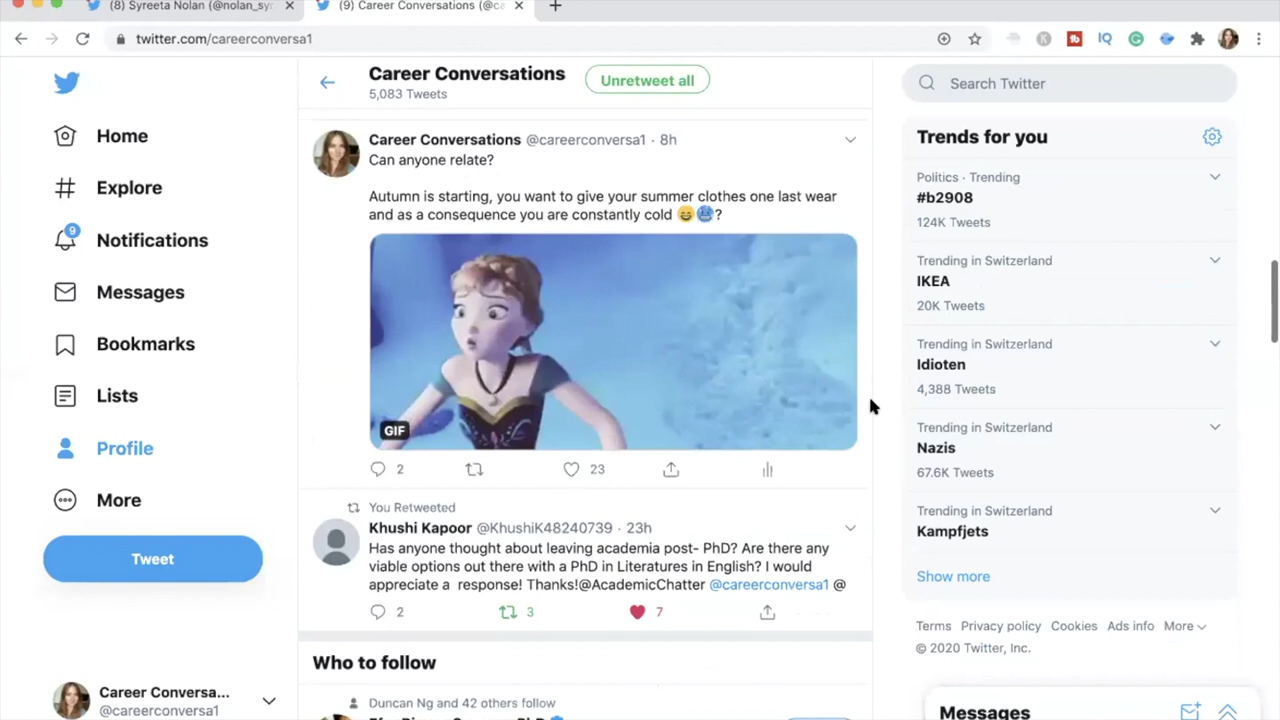 (8) Syreeta Nolan (@nolan_sy
(9) Career Conversations (@ca
twitter.com/careerconversa1
Career Conversations
5,083 Tweets
Unretweet all
Search Twitter
Home
Explore
9
Notifications
Messages
Bookmarks
Lists
Profile
More
Tweet
Career Conversa...
@careerconversa1
Career Conversations @careerconversa1 · 8h
Can anyone relate?
Autumn is starting, you want to give your summer clothes one last wear
and as a consequence you are constantly cold 😄🥶?
GIF
2
23
You Retweeted
Khushi Kapoor @KhushiK48240739 · 23h
Has anyone thought about leaving academia post- PhD? Are there any
viable options out there with a PhD in Literatures in English? I would
appreciate a response! Thanks!@AcademicChatter @careerconversa1 @
2
3
7
Who to follow
Duncan Ng and 42 others follow
Trends for you
Politics · Trending
#b2908
124K Tweets
Trending in Switzerland
IKEA
20K Tweets
Trending in Switzerland
Idioten
4,388 Tweets
Trending in Switzerland
Nazis
67.6K Tweets
Trending in Switzerland
Kampfjets
Show more
Terms Privacy policy Cookies Ads info More
© 2020 Twitter, Inc.
Messages